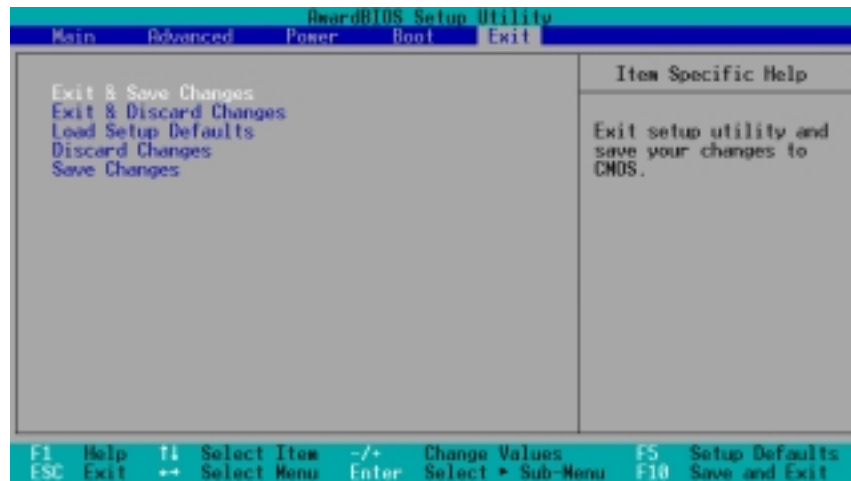 AwardBIOS Setup Utility
Main Advanced Power Boot Exit
Item Specific Help
Exit & Save Changes
Exit & Discard Changes
Load Setup Defaults
Discard Changes
Save Changes
Exit setup utility and
save your changes to
CMOS.
F1 Help ↑↓ Select Item -/+ Change Values F5 Setup Defaults
ESC Exit ←→ Select Menu Enter Select ► Sub-Menu F10 Save and Exit